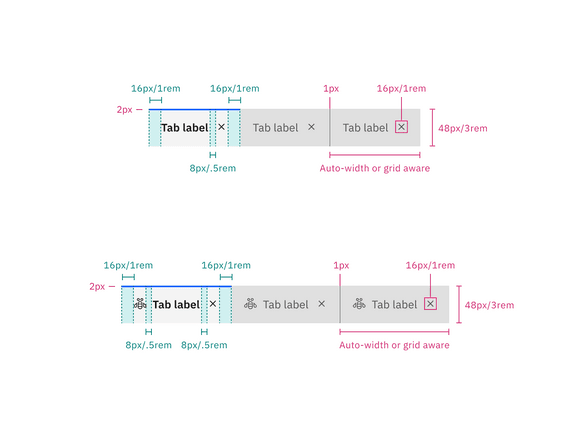 16px/1rem 16px/1rem 1px 16px/1rem
2px
Tab label Tab label Tab label 48px/3rem
8px/.5rem Auto-width or grid aware
16px/1rem 16px/1rem 1px 16px/1rem
2px
Tab label Tab label Tab label 48px/3rem
8px/.5rem 8px/.5rem Auto-width or grid aware